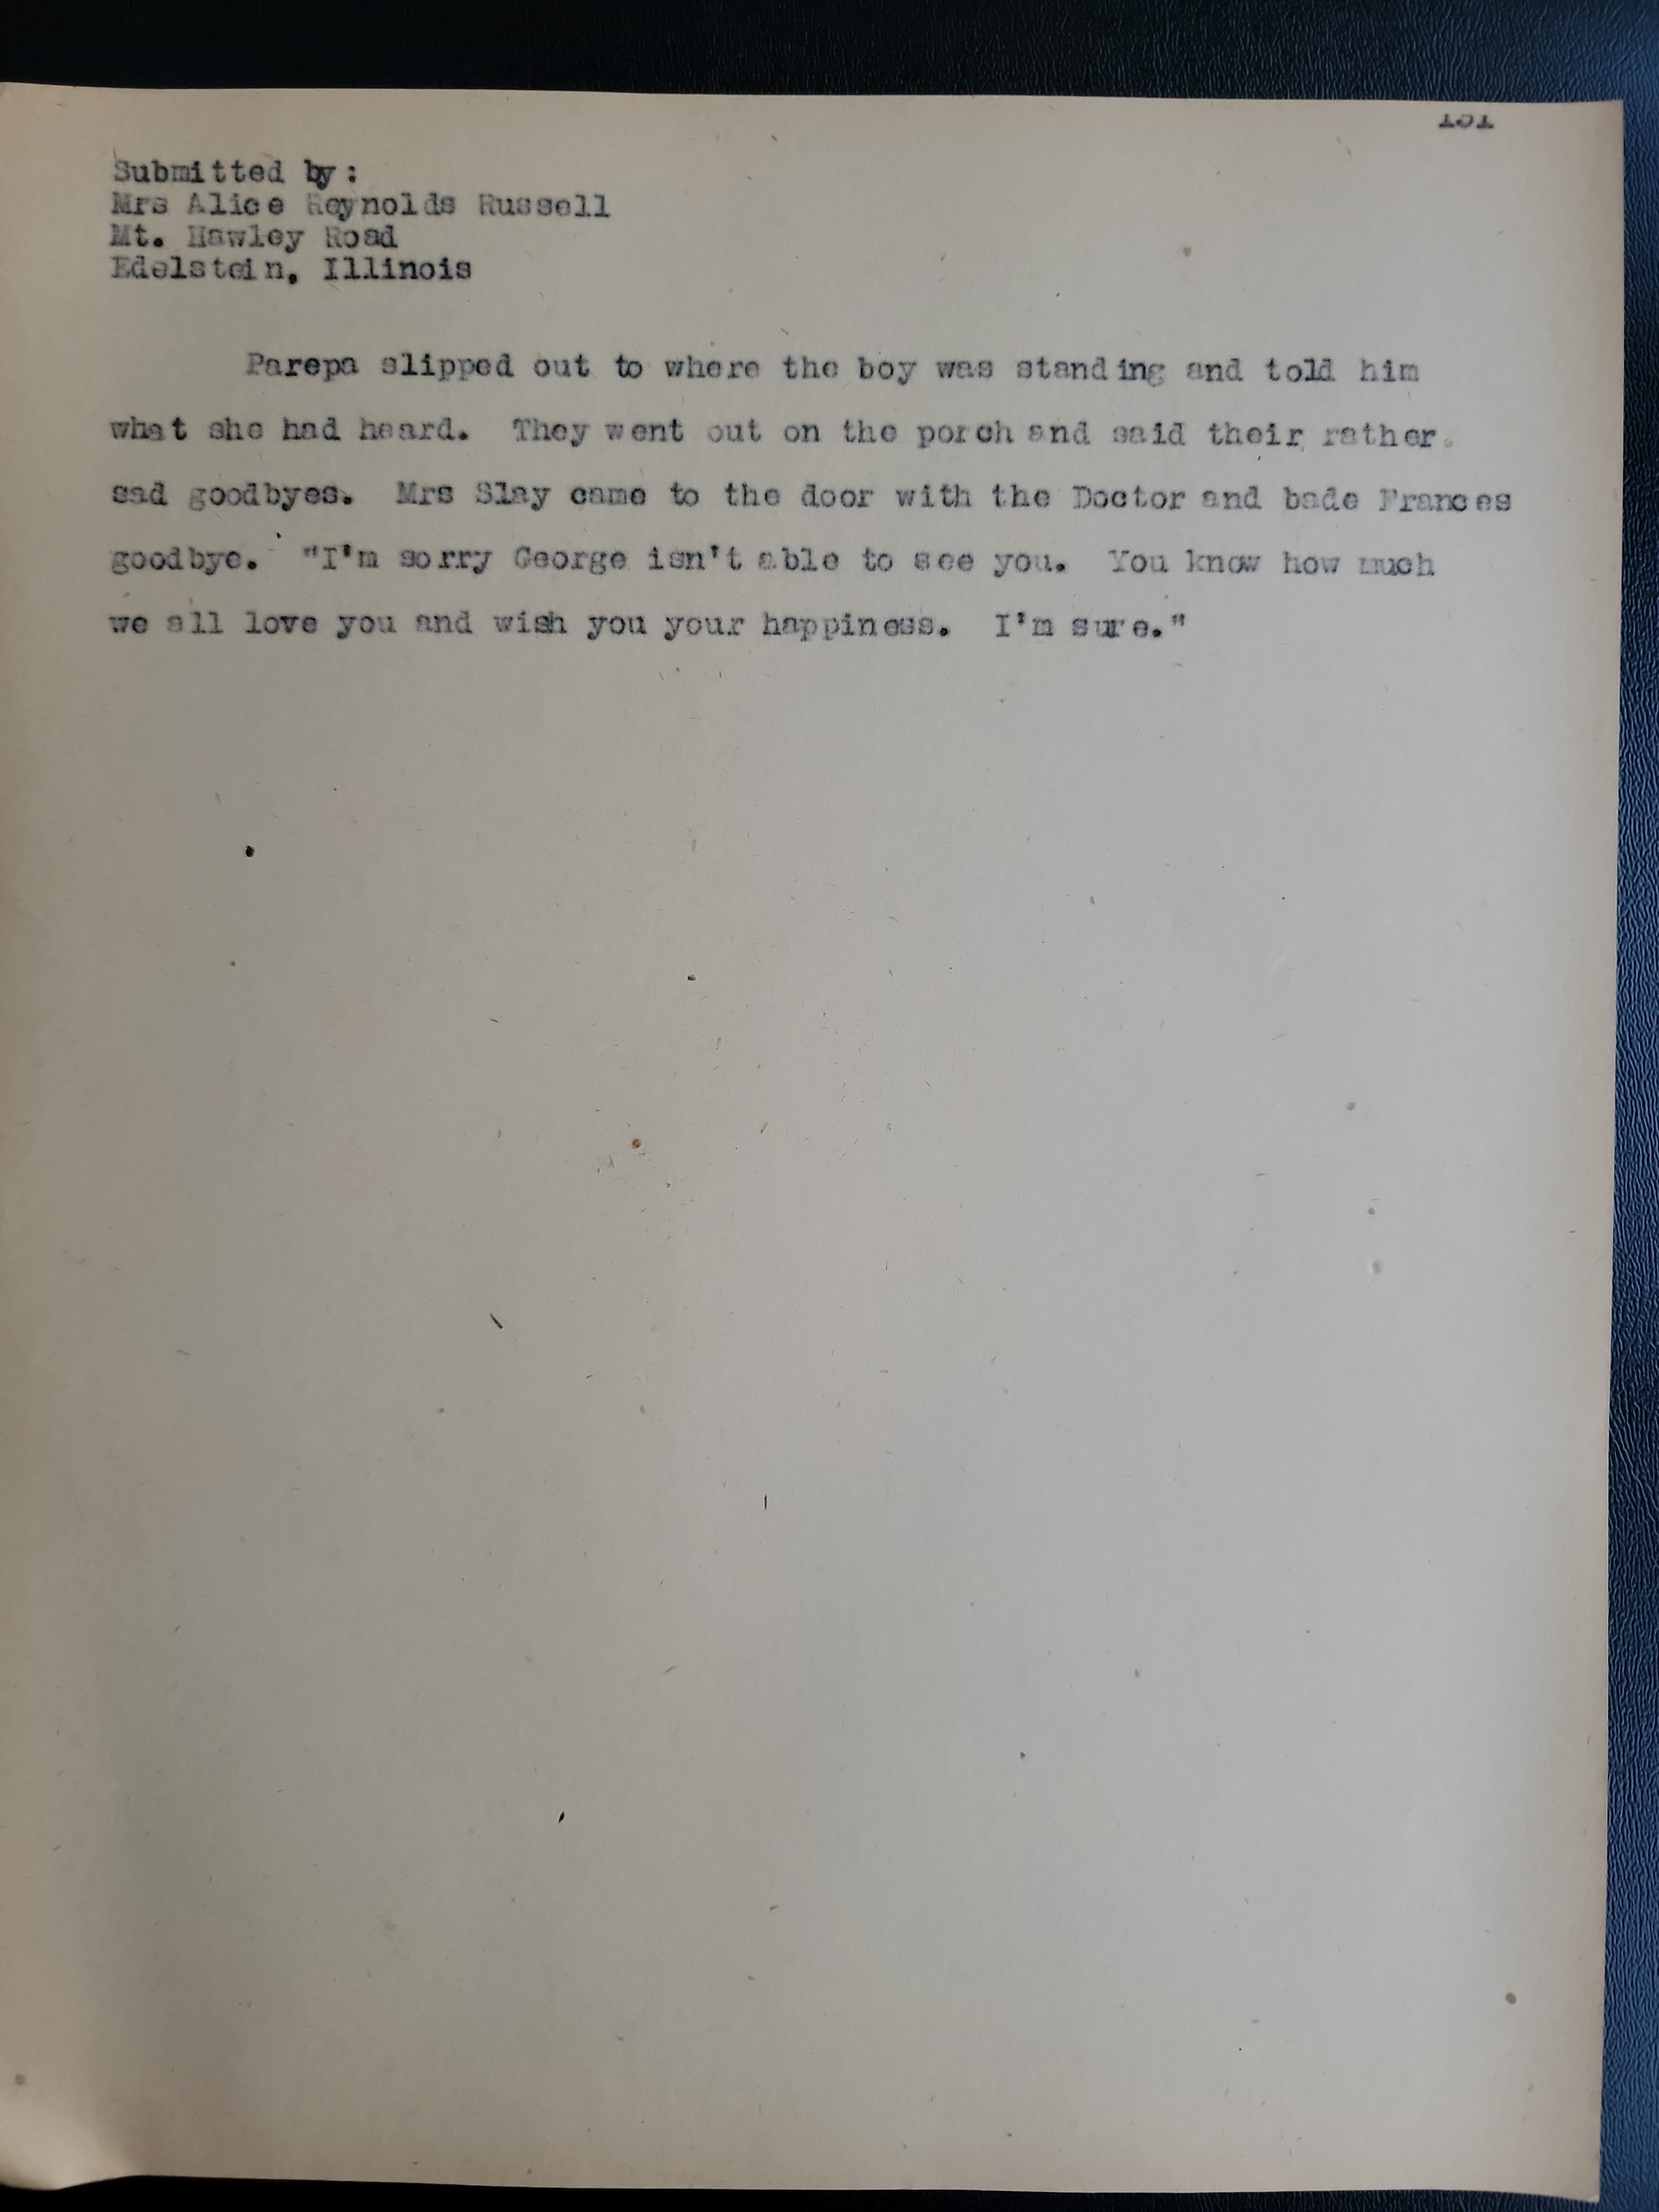 Submitted by:
Mrs Alice Reynolds Russell
Mt. Hawley Road
Edelstein, Illinois
Parepa slipped out to where the boy was standing and told him
what she had heard. They went out on the porch and said their rather.
sad goodbyes. Mrs Slay came to the door with the Doctor and bade Frances
goodbye. "I'm sorry George isn't able to see you. You know how much
we all love you and wish you your happiness. I'm sure."